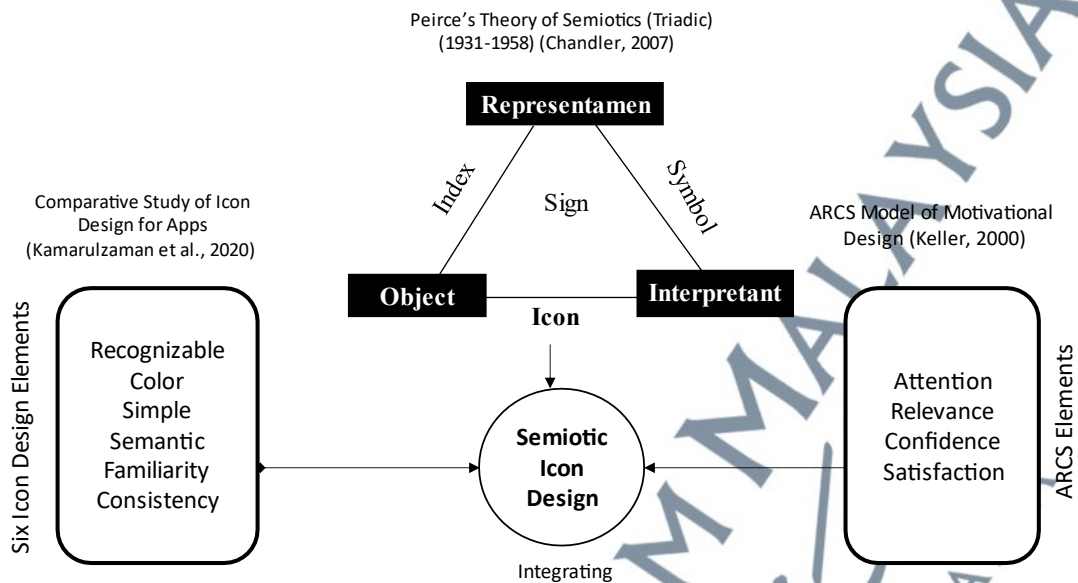 Peirce’s Theory of Semiotics (Triadic)
(1931-1958) (Chandler, 2007)
Representamen
Index
Symbol
Sign
Object
Interpretant
Icon
Comparative Study of Icon
Design for Apps
(Kamarulzaman et al., 2020)
Six Icon Design Elements
Recognizable
Color
Simple
Semantic
Familiarity
Consistency
Semiotic
Icon
Design
Integrating
ARCS Model of Motivational
Design (Keller, 2000)
Attention
Relevance
Confidence
Satisfaction
ARCS Elements
MALAYSIA